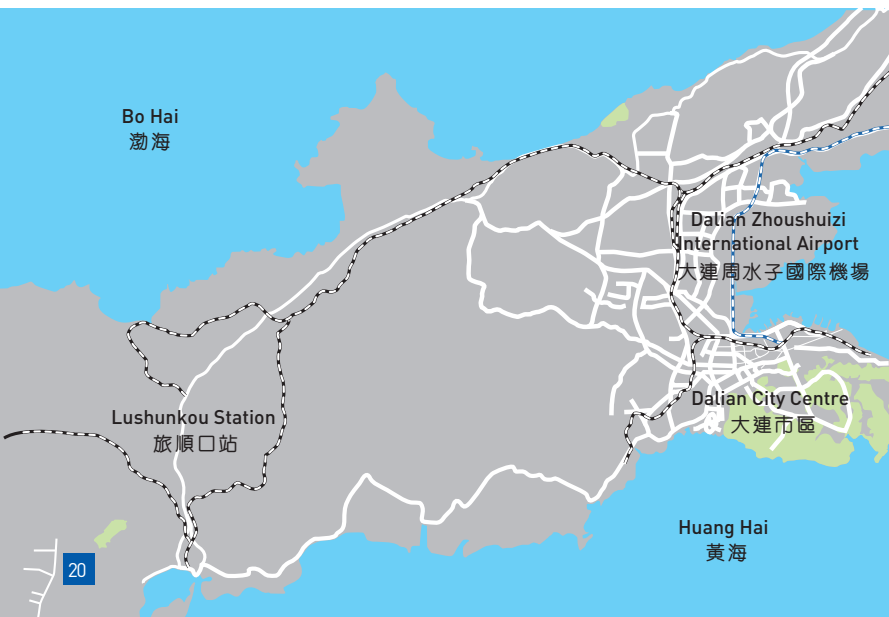 Bo Hai
渤海
Dalian Zhoushuizi
International Airport
大連周水子國際機場
Dalian City Centre
大連市區
Lushunkou Station
旅順口站
Huang Hai
黃海
20